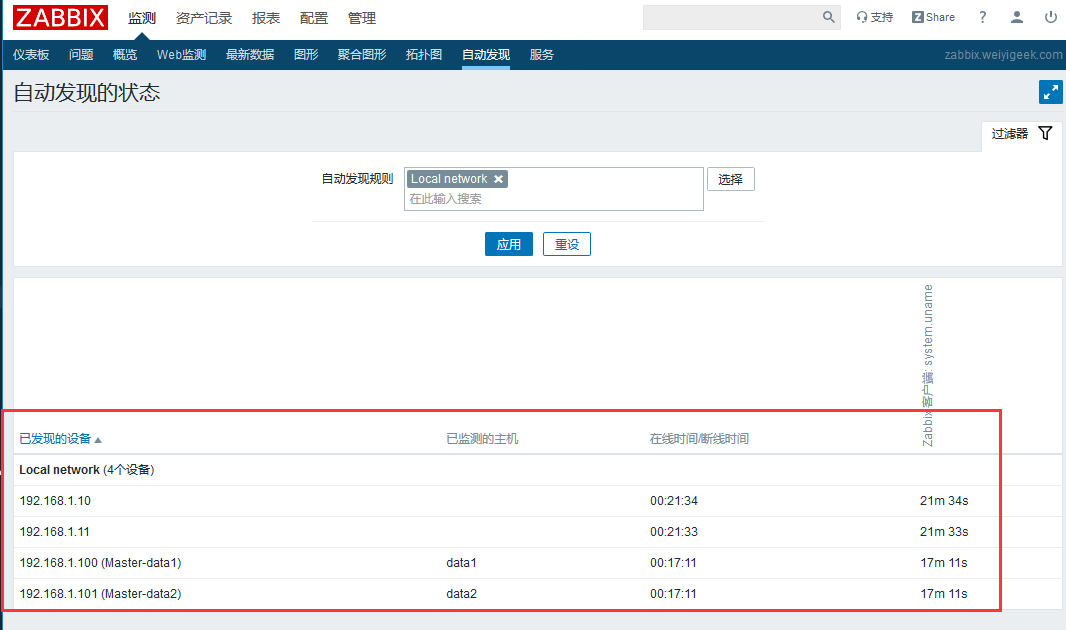 ZABBIX 监测 资产记录 报表 配置 管理 支持 Z Share ?
仪表板 问题 概览 Web监测 最新数据 图形 聚合图形 拓扑图 自动发现 服务 zabbix.weiyigeek.com
自动发现的状态
过滤器
自动发现规则 Local network 选择
在此输入搜索
应用 重设
Zabbix 客户端: system.uname
已发现的设备 已监测的主机 在线时间/断线时间
Local network (4个设备)
192.168.1.10 00:21:34 21m 34s
192.168.1.11 00:21:33 21m 33s
192.168.1.100 (Master-data1) data1 00:17:11 17m 11s
192.168.1.101 (Master-data2) data2 00:17:11 17m 11s